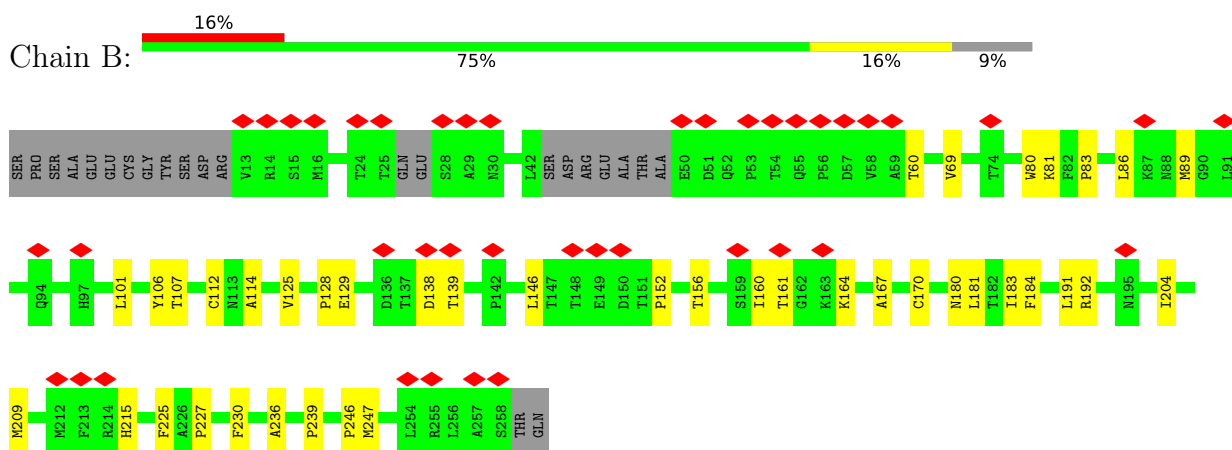 16%
Chain B:
75% 16% 9%
SER PRO SER ALA GLU GLU CYS GLY TYR SER ASP ARG V13 R14 S15 M16 T24 T25 GLN GLU S28 A29 N30 L42 SER ASP ARG GLU ALA THR ALA E50 D51 Q52 P53 T54 Q55 P56 D57 V58 A59 T60 V69 T74 W80 K81 F82 P83 L86 K87 N88 M89 G90 L91
Q94 H97 L101 Y106 T107 C112 N113 A114 V125 P128 E129 D136 T137 D138 T139 P142 L146 T147 T148 E149 D150 T151 P152 T156 S159 I160 T161 G162 K163 K164 A167 C170 N180 L181 T182 I183 F184 L191 R192 N195 I204
M209 M212 F213 R214 H215 F225 A226 P227 F230 A236 P239 P246 M247 L254 R255 L256 A257 S258 THR GLN